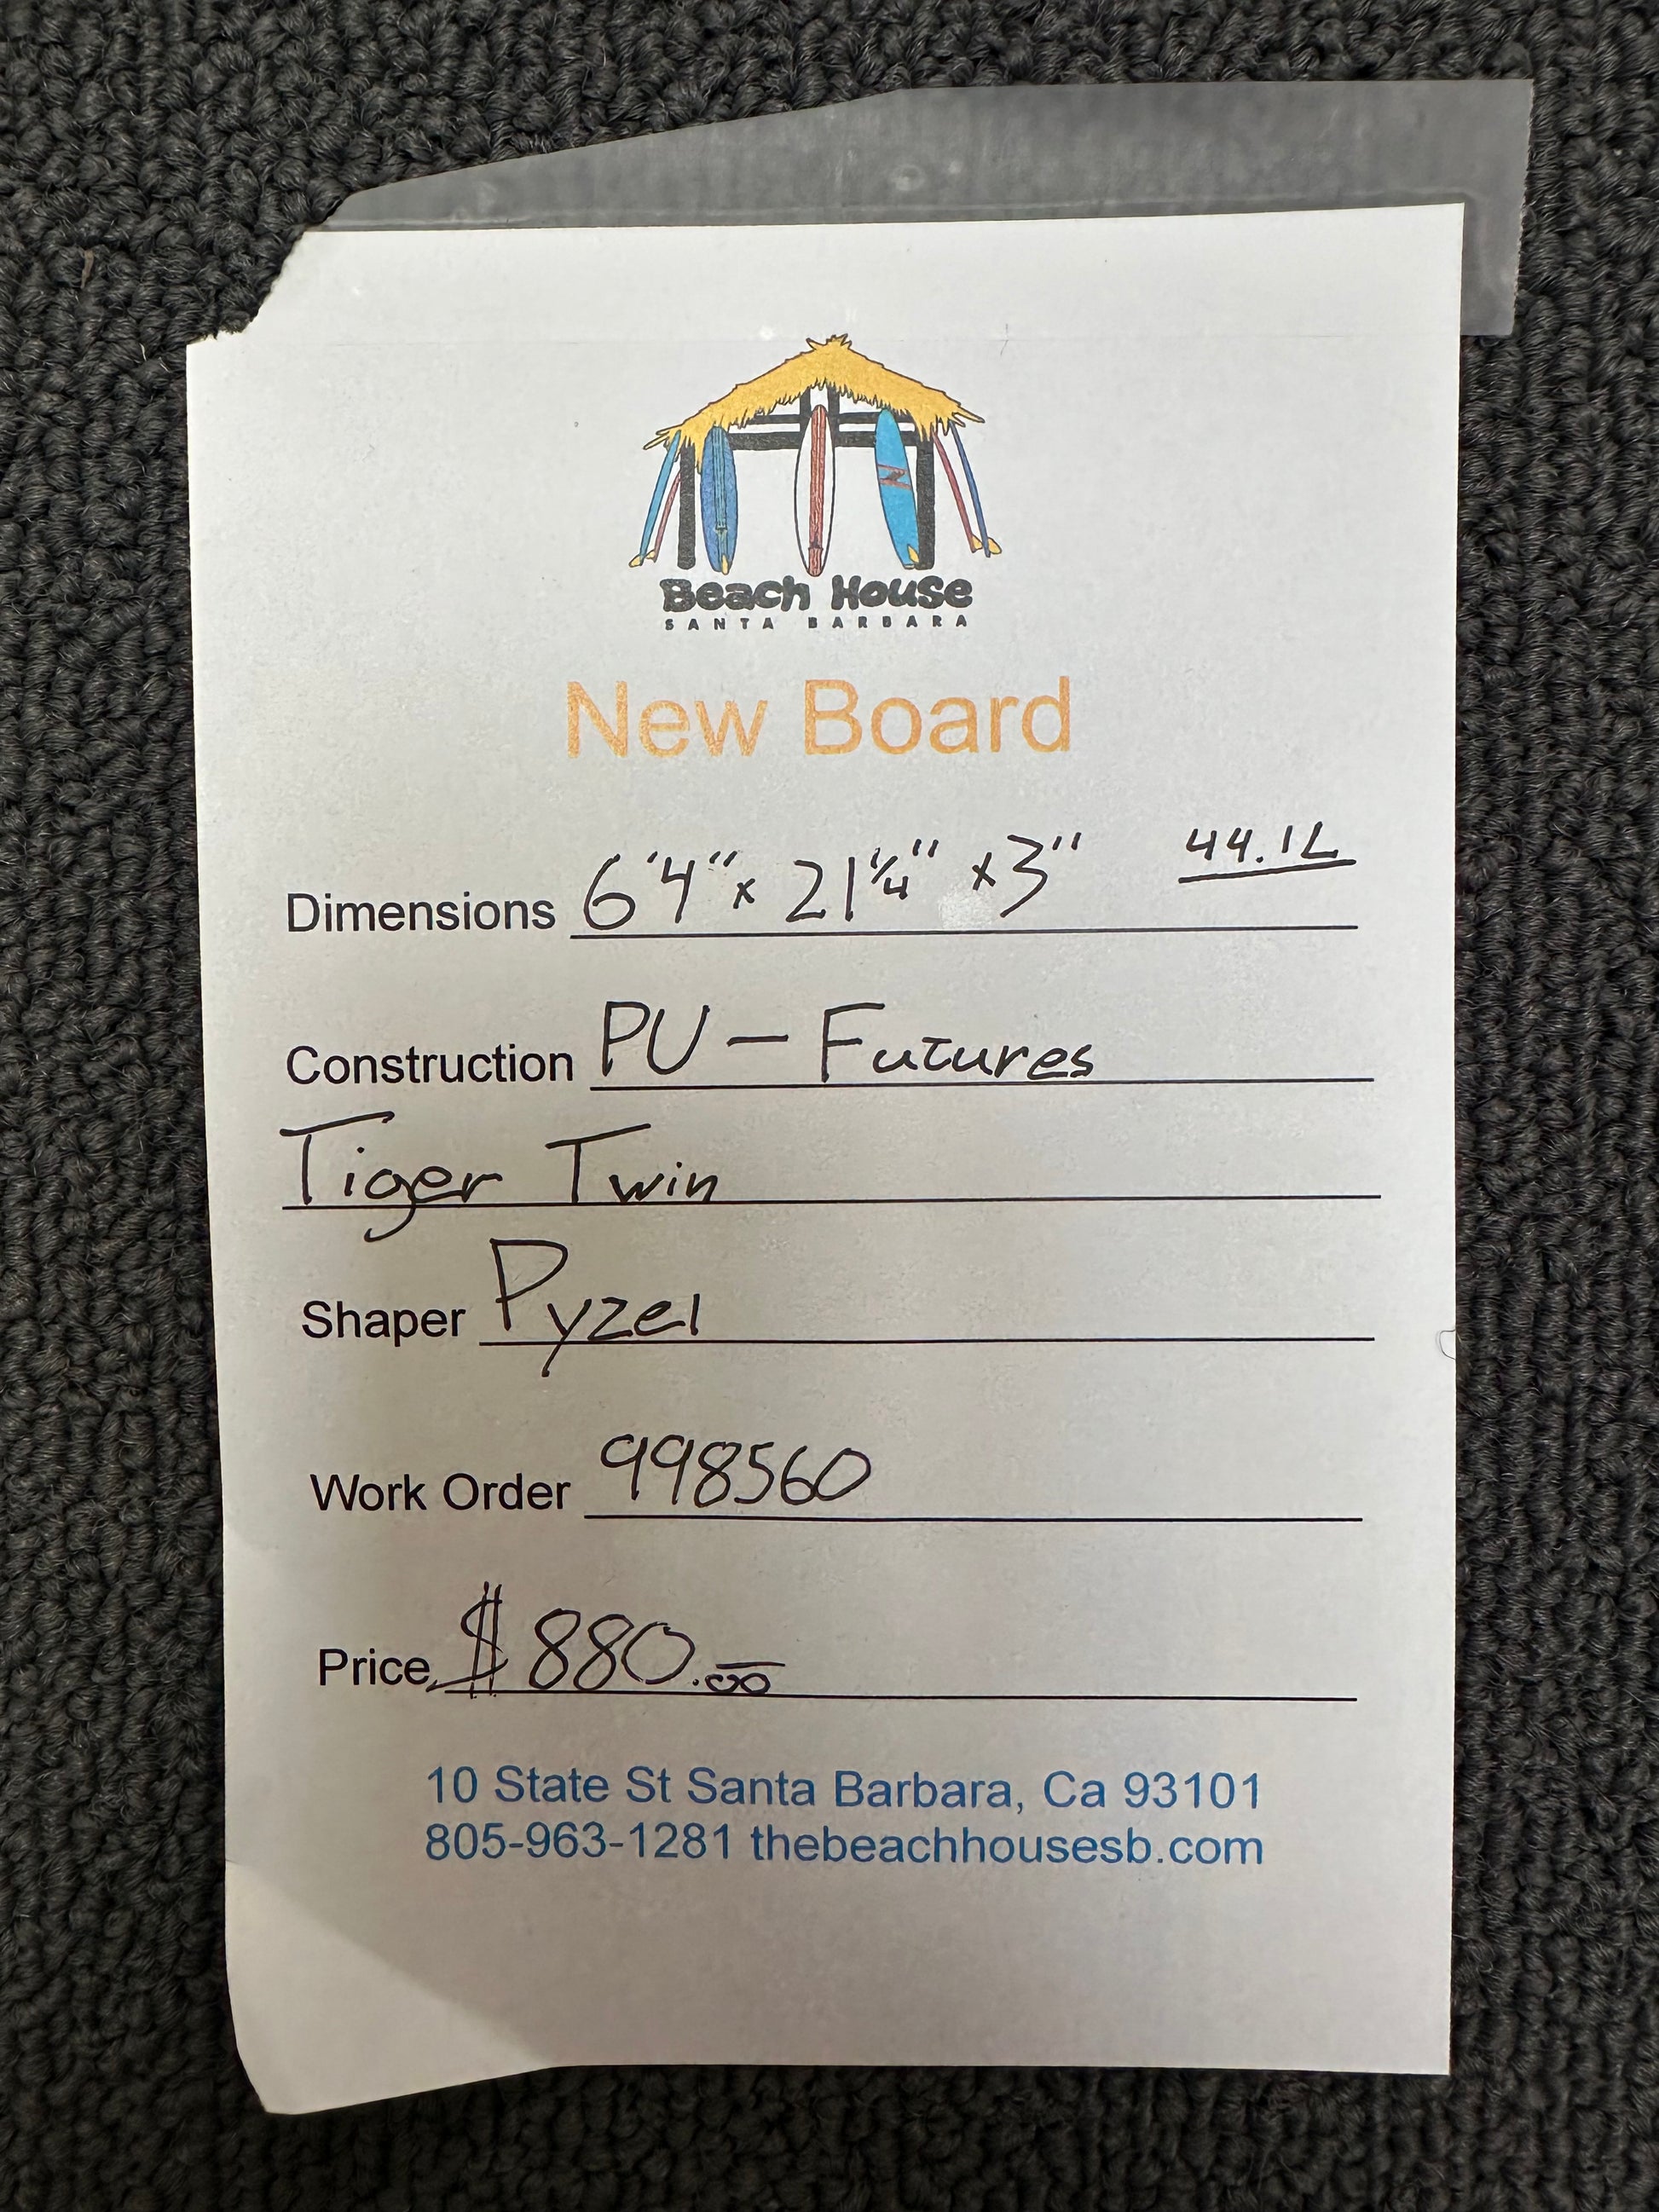 Beach House
SANTA BARBARA
New Board
Dimensions 6'4" x 21 1/4" x 3" 44.1L
Construction PU - Futures
Tiger Twin
Shaper Pyzel
Work Order 998560
Price $880.00
10 State St Santa Barbara, Ca 93101
805-963-1281 thebeachhousesb.com